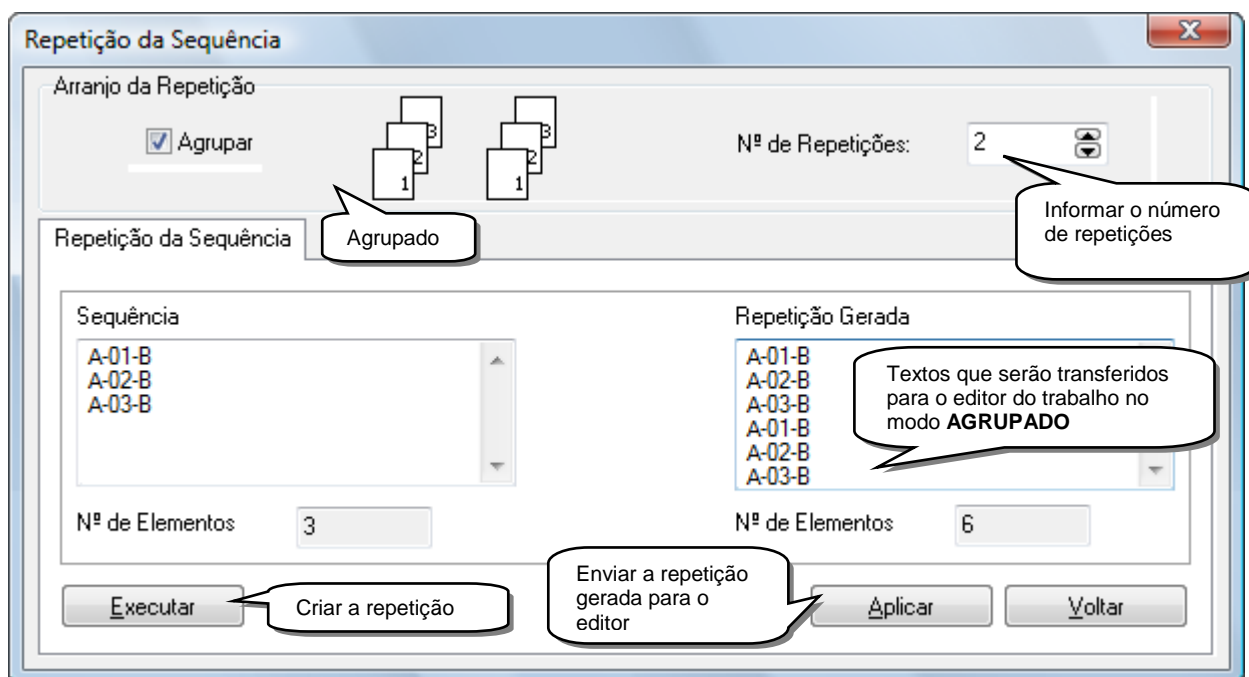 Repetição da Sequência
Arranjo da Repetição
Agrupar
3
2
1
3
2
1
Nº de Repetições:
2
Informar o número
de repetições
Agrupado
Repetição da Sequência
Sequência
A-01-B
A-02-B
A-03-B
Nº de Elementos
3
Repetição Gerada
A-01-B
A-02-B
A-03-B
A-01-B
A-02-B
A-03-B
Textos que serão transferidos
para o editor do trabalho no
modo AGRUPADO
Nº de Elementos
6
Executar
Criar a repetição
Enviar a repetição
gerada para o
editor
Aplicar
Voltar